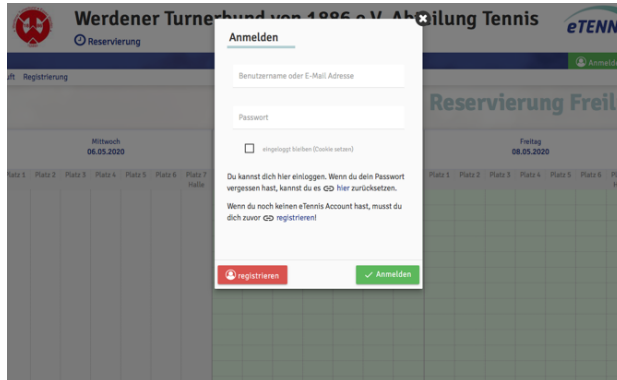 Werdener Turnerbund von 1886 e.V. Abteilung Tennis
eTENN
Reservierung
Anmelde
uft Registrierung
Anmelden
Benutzername oder E-Mail Adresse
Passwort
eingeloggt bleiben (Cookie setzen)
Du kannst dich hier einloggen. Wenn du dein Passwort
vergessen hast, kannst du es hier zurücksetzen.
Wenn du noch keinen eTennis Account hast, musst du
dich zuvor registrieren!
registrieren
Anmelden
Reservierung Freil
Mittwoch
06.05.2020
Freitag
08.05.2020
Platz 1 Platz 2 Platz 3 Platz 4 Platz 5 Platz 6 Platz 7
Halle
Platz 1 Platz 2 Platz 3 Platz 4 Platz 5 Platz 6